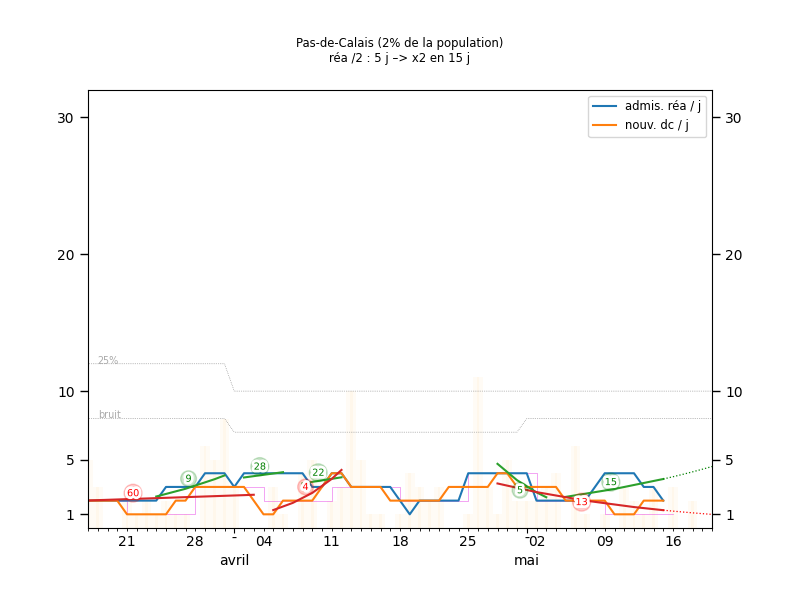 Pas-de-Calais (2% de la population)
réa /2 : 5 j –> x2 en 15 j
admis. réa / j
nouv. dc / j
30 30
20 20
25%
10 10
bruit
5 5
60 9 28 4 22 5 13 15
1 1
21 28 - 04 11 18 25 - 02 09 16
avril mai